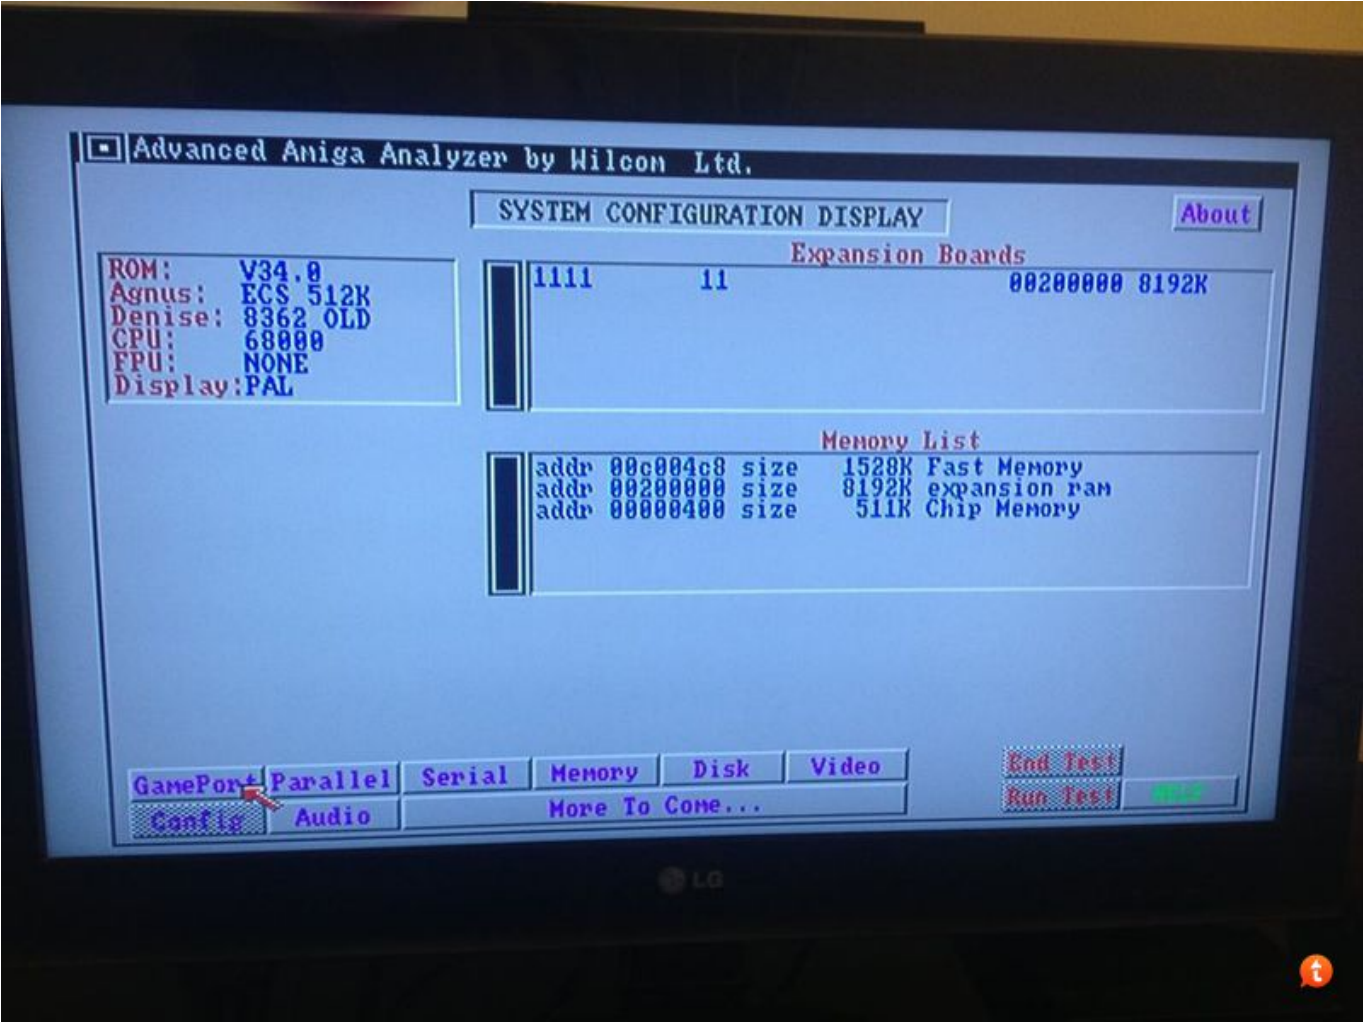 Advanced Amiga Analyzer by Wilcom Ltd.
SYSTEM CONFIGURATION DISPLAY
About
ROM: V34.0
Agnus: ECS 512K
Denise: 8362 OLD
CPU: 68000
FPU: NONE
Display:PAL
Expansion Boards
1111 11 00200000 8192K
Memory List
addr 00c004c8 size 1528K Fast Memory
addr 00200000 size 8192K expansion ram
addr 00000400 size 511K Chip Memory
GamePort Parallel Serial Memory Disk Video
End Test
Config Audio More To Come...
Run Test HELP
LG